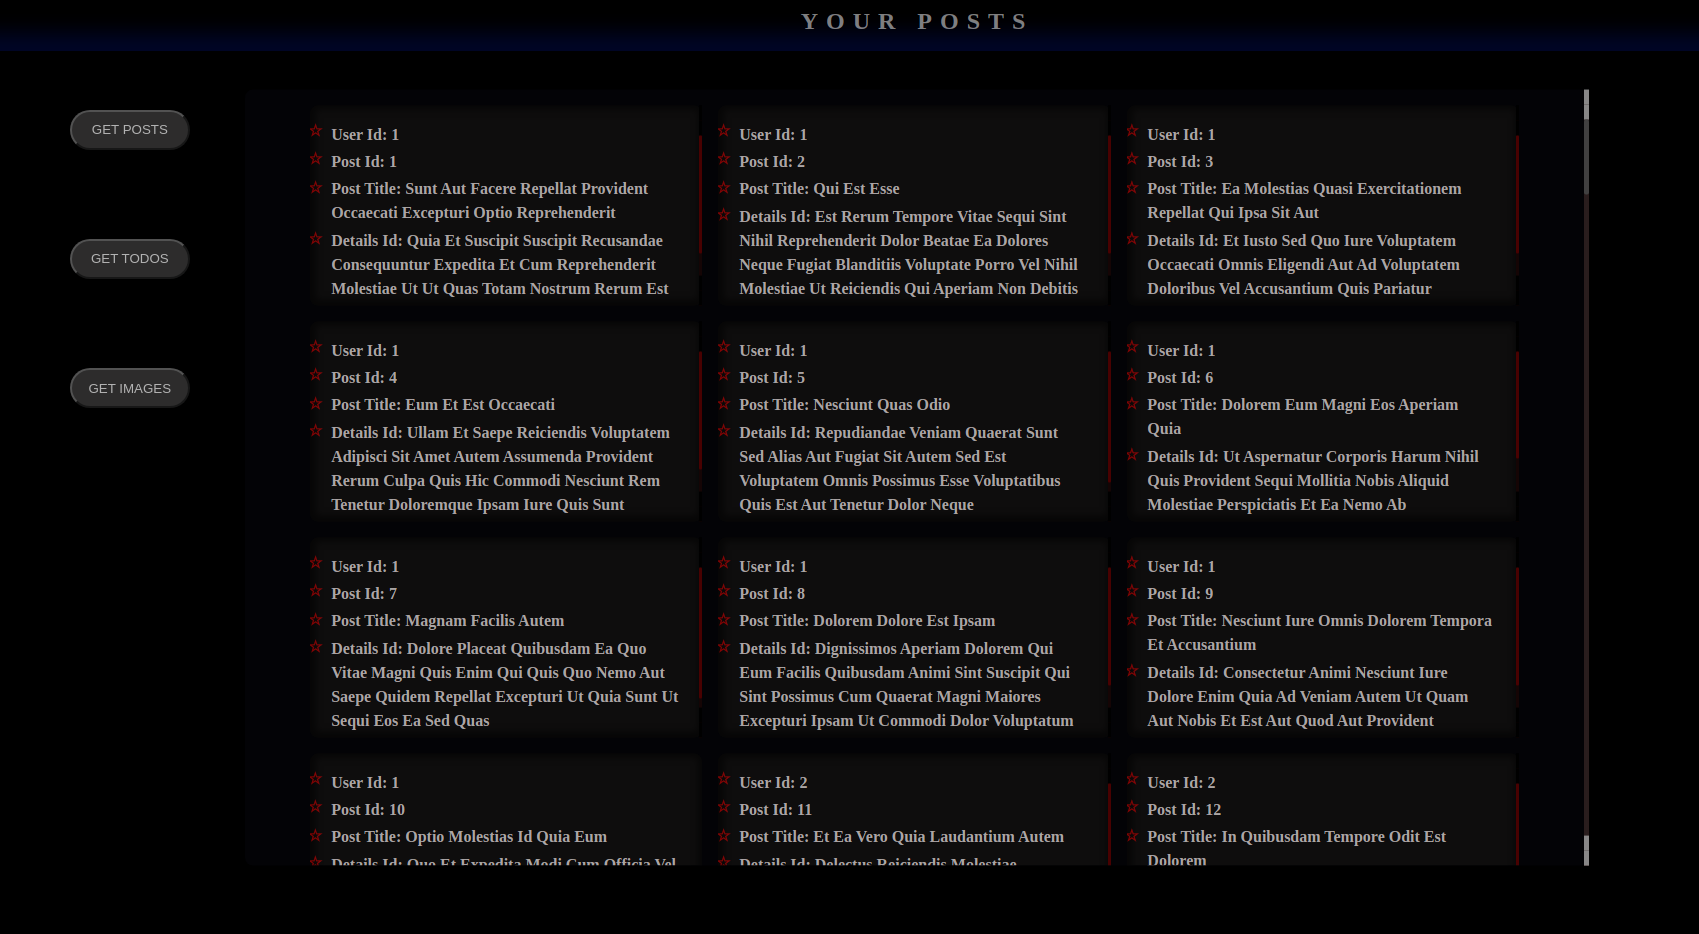 YOUR POSTS
GET POSTS
GET TODOS
GET IMAGES
User Id: 1
Post Id: 1
Post Title: Sunt Aut Facere Repellat Provident
Occaecati Excepturi Optio Reprehenderit
Details Id: Quia Et Suscipit Suscipit Recusandae
Consequuntur Expedita Et Cum Reprehenderit
Molestiae Ut Ut Quas Totam Nostrum Rerum Est
User Id: 1
Post Id: 2
Post Title: Qui Est Esse
Details Id: Est Rerum Tempore Vitae Sequi Sint
Nihil Reprehenderit Dolor Beatae Ea Dolores
Neque Fugiat Blanditiis Voluptate Porro Vel Nihil
Molestiae Ut Reiciendis Qui Aperiam Non Debitis
User Id: 1
Post Id: 3
Post Title: Ea Molestias Quasi Exercitationem
Repellat Qui Ipsa Sit Aut
Details Id: Et Iusto Sed Quo Iure Voluptatem
Occaecati Omnis Eligendi Aut Ad Voluptatem
Doloribus Vel Accusantium Quis Pariatur
User Id: 1
Post Id: 4
Post Title: Eum Et Est Occaecati
Details Id: Ullam Et Saepe Reiciendis Voluptatem
Adipisci Sit Amet Autem Assumenda Provident
Rerum Culpa Quis Hic Commodi Nesciunt Rem
Tenetur Doloremque Ipsam Iure Quis Sunt
User Id: 1
Post Id: 5
Post Title: Nesciunt Quas Odio
Details Id: Repudiandae Veniam Quaerat Sunt
Sed Alias Aut Fugiat Sit Autem Sed Est
Voluptatem Omnis Possimus Esse Voluptatibus
Quis Est Aut Tenetur Dolor Neque
User Id: 1
Post Id: 6
Post Title: Dolorem Eum Magni Eos Aperiam
Quia
Details Id: Ut Aspernatur Corporis Harum Nihil
Quis Provident Sequi Mollitia Nobis Aliquid
Molestiae Perspiciatis Et Ea Nemo Ab
User Id: 1
Post Id: 7
Post Title: Magnam Facilis Autem
Details Id: Dolore Placeat Quibusdam Ea Quo
Vitae Magni Quis Enim Qui Quis Quo Nemo Aut
Saepe Quidem Repellat Excepturi Ut Quia Sunt Ut
Sequi Eos Ea Sed Quas
User Id: 1
Post Id: 8
Post Title: Dolorem Dolore Est Ipsam
Details Id: Dignissimos Aperiam Dolorem Qui
Eum Facilis Quibusdam Animi Sint Suscipit Qui
Sint Possimus Cum Quaerat Magni Maiores
Excepturi Ipsam Ut Commodi Dolor Voluptatum
User Id: 1
Post Id: 9
Post Title: Nesciunt Iure Omnis Dolorem Tempora
Et Accusantium
Details Id: Consectetur Animi Nesciunt Iure
Dolore Enim Quia Ad Veniam Autem Ut Quam
Aut Nobis Et Est Aut Quod Aut Provident
User Id: 1
Post Id: 10
Post Title: Optio Molestias Id Quia Eum
Details Id: Quo Et Expedita Modi Cum Officia Vel
User Id: 2
Post Id: 11
Post Title: Et Ea Vero Quia Laudantium Autem
Details Id: Delectus Reiciendis Molestiae
User Id: 2
Post Id: 12
Post Title: In Quibusdam Tempore Odit Est
Dolorem